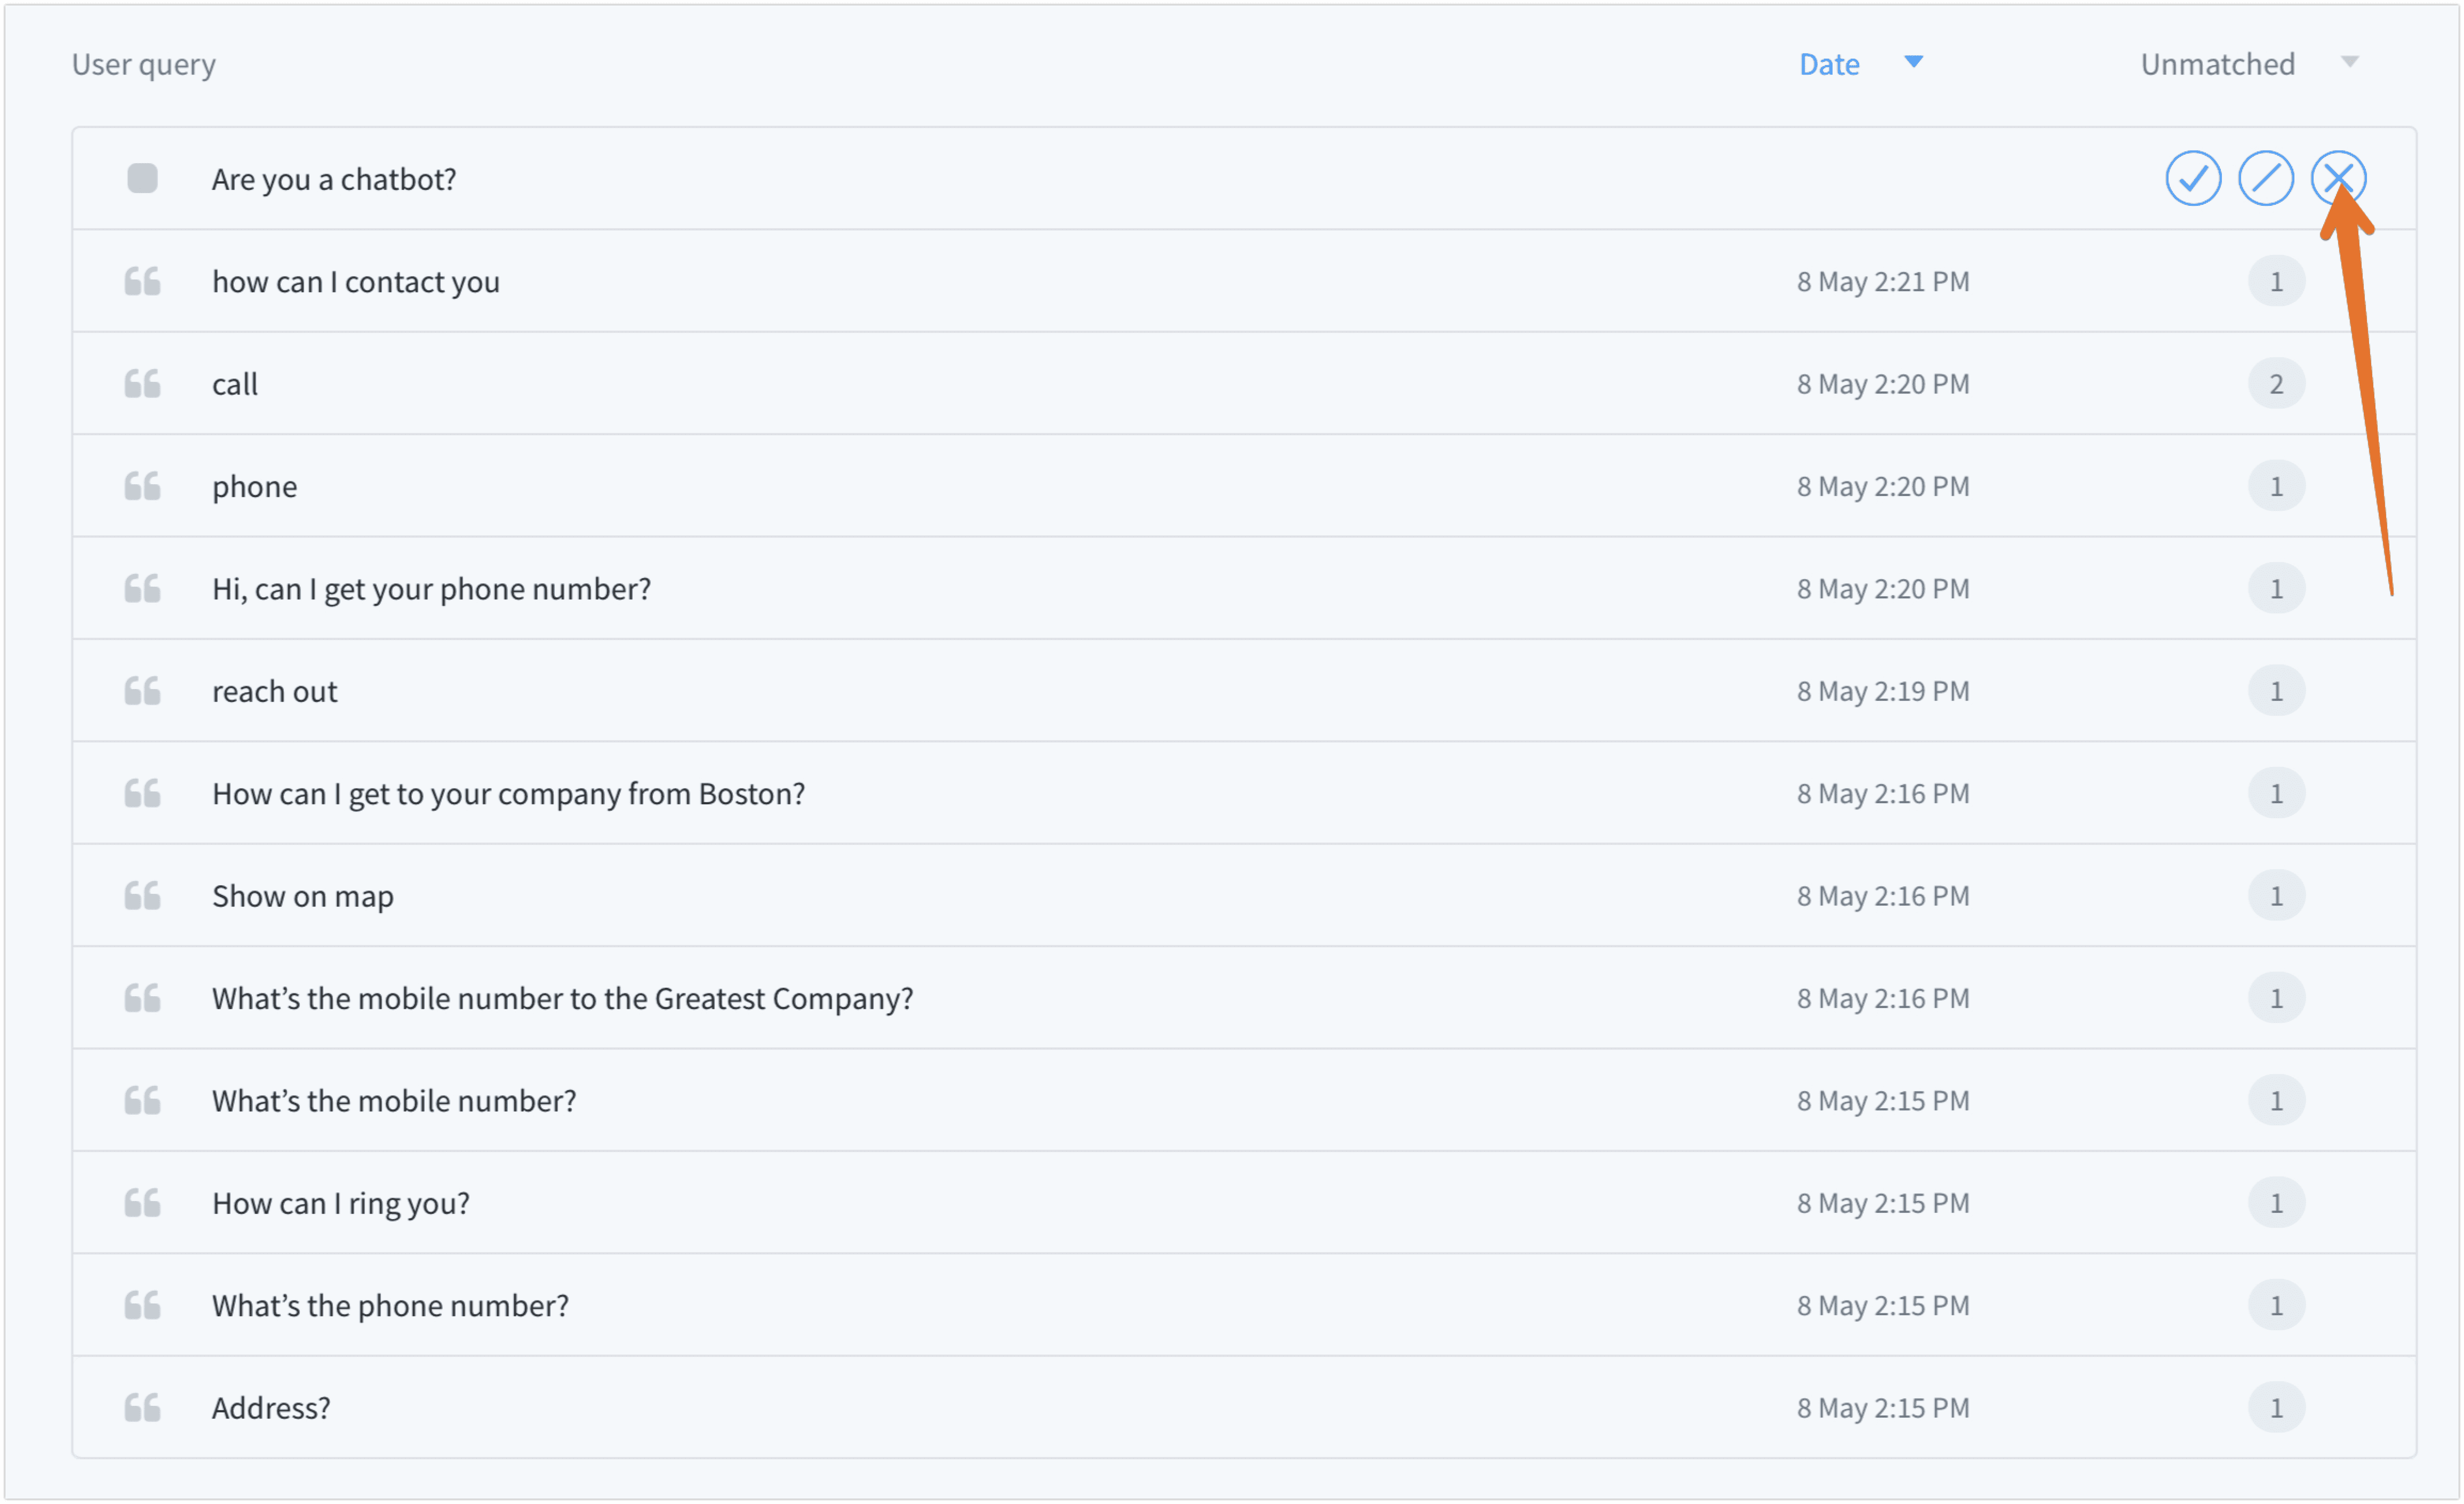 User query Date Unmatched
Are you a chatbot?
how can I contact you 8 May 2:21 PM 1
call 8 May 2:20 PM 2
phone 8 May 2:20 PM 1
Hi, can I get your phone number? 8 May 2:20 PM 1
reach out 8 May 2:19 PM 1
How can I get to your company from Boston? 8 May 2:16 PM 1
Show on map 8 May 2:16 PM 1
What’s the mobile number to the Greatest Company? 8 May 2:16 PM 1
What’s the mobile number? 8 May 2:15 PM 1
How can I ring you? 8 May 2:15 PM 1
What’s the phone number? 8 May 2:15 PM 1
Address? 8 May 2:15 PM 1